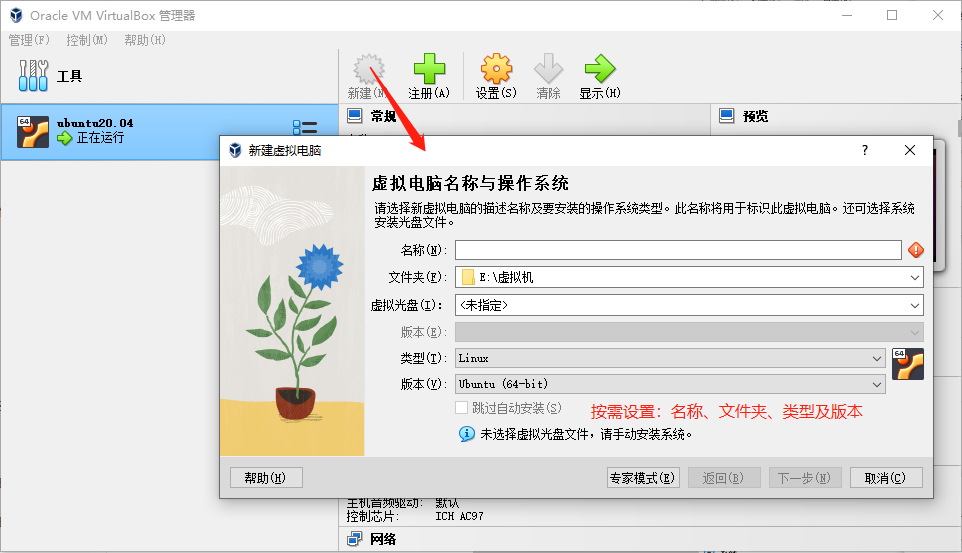 Oracle VM VirtualBox 管理器
管理(F) 控制(M) 帮助(H)
工具
新建(N) 注册(A) 设置(S) 清除 显示(H)
64 ubuntu20.04
正在运行
常规
预览
新建虚拟电脑 ?
虚拟电脑名称与操作系统
请选择新虚拟电脑的描述名称及要安装的操作系统类型。此名称将用于标识此虚拟电脑。还可选择系统
安装光盘文件。
名称(N):
文件夹(F): E:\虚拟机
虚拟光盘(I): <未指定>
版本(E):
类型(T): Linux 64
版本(V): Ubuntu (64-bit)
跳过自动安装(S)
按需设置：名称、文件夹、类型及版本
未选择虚拟光盘文件，请手动安装系统。
帮助(H) 专家模式(E) 返回(B) 下一步(N) 取消(C)
主机音频驱动: 默认
控制芯片: ICH AC97
网络